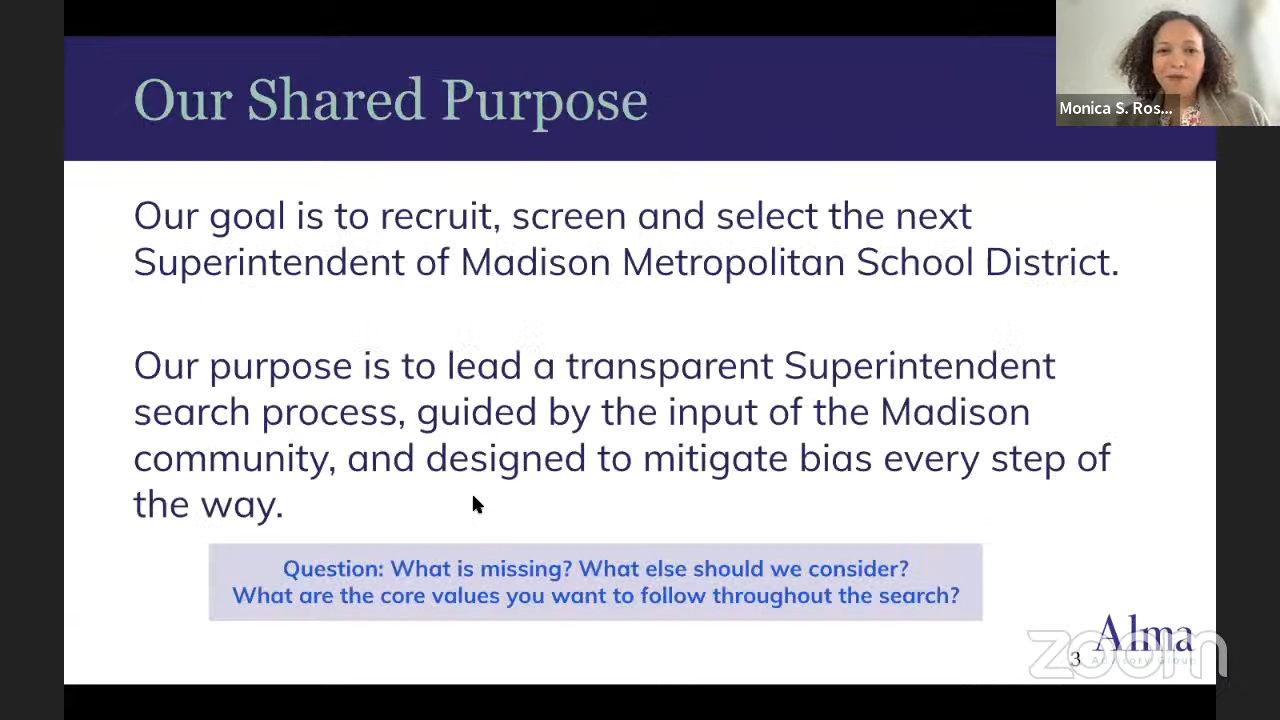 Our Shared Purpose
Monica S. Ros...
Our goal is to recruit, screen and select the next
Superintendent of Madison Metropolitan School District.
Our purpose is to lead a transparent Superintendent
search process, guided by the input of the Madison
community, and designed to mitigate bias every step of
the way.
Question: What is missing? What else should we consider?
What are the core values you want to follow throughout the search?
Alma
Advisory Group
3
zoom